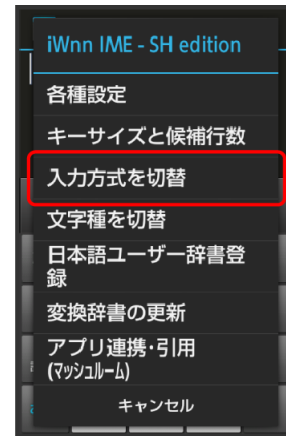 iWnn IME - SH edition
各種設定
キーサイズと候補行数
入力方式を切替
文字種を切替
日本語ユーザー辞書登
録
変換辞書の更新
アプリ連携･引用
(ﾏｯｼｭﾙｰﾑ)
キャンセル